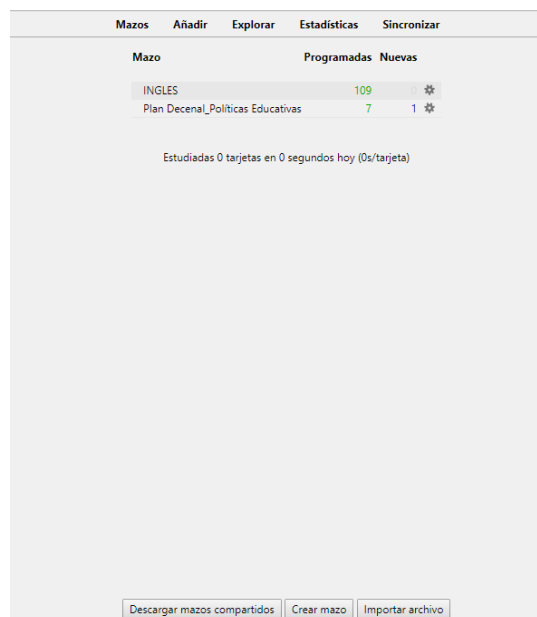 Mazos Añadir Explorar Estadísticas Sincronizar
Mazo Programadas Nuevas
INGLES 109 0
Plan Decenal_Políticas Educativas 7 1
Estudiadas 0 tarjetas en 0 segundos hoy (0s/tarjeta)
Descargar mazos compartidos Crear mazo Importar archivo